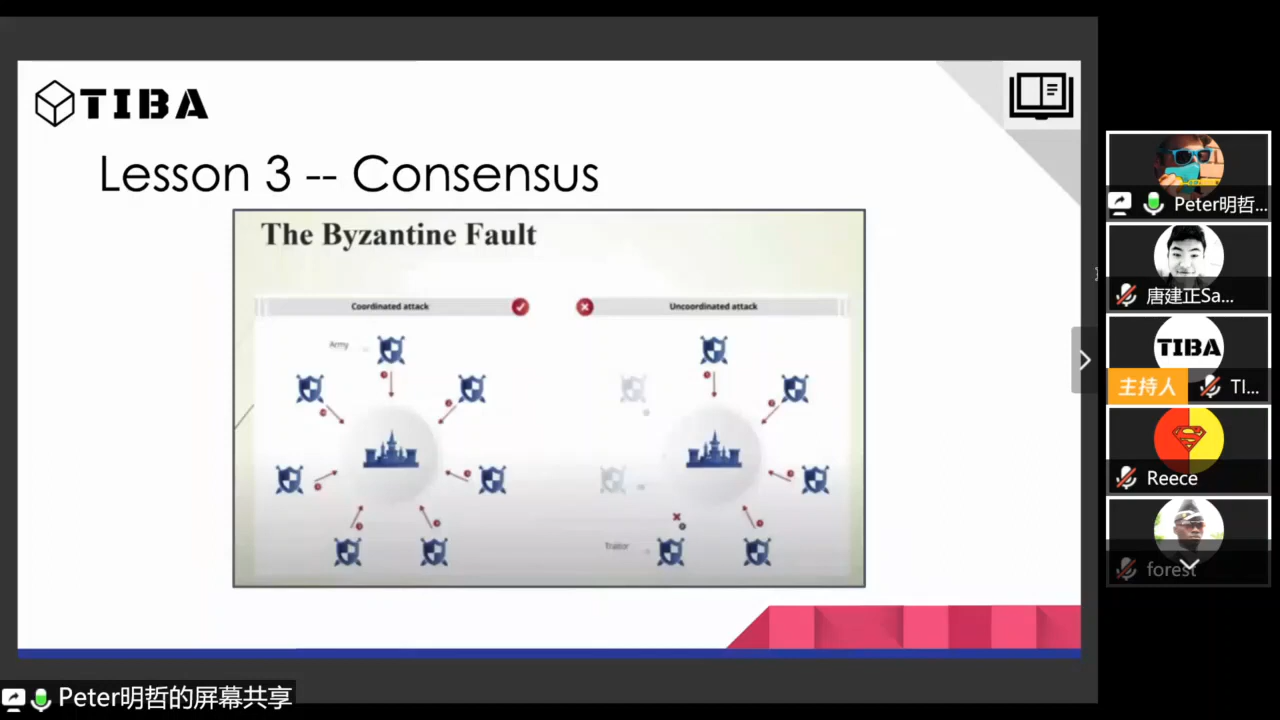 TIBA
Lesson 3 -- Consensus
The Byzantine Fault
Coordinated attack
Uncoordinated attack
Army
Traitor
Peter明哲...
唐建正Sa...
TIBA
主持人
TI...
Reece
forest
Peter明哲的屏幕共享